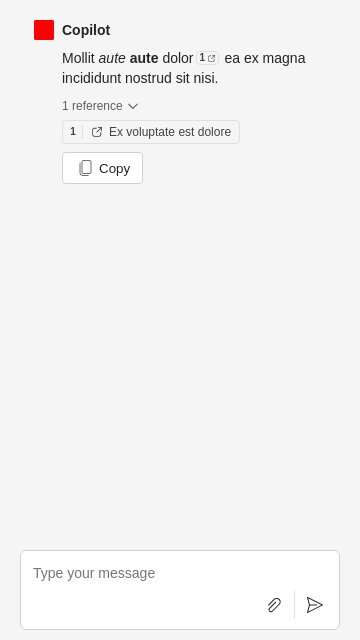 Copilot
Mollit aute aute dolor 1 ea ex magna
incididunt nostrud sit nisi.
1 reference
1 Ex voluptate est dolore
Copy
Type your message